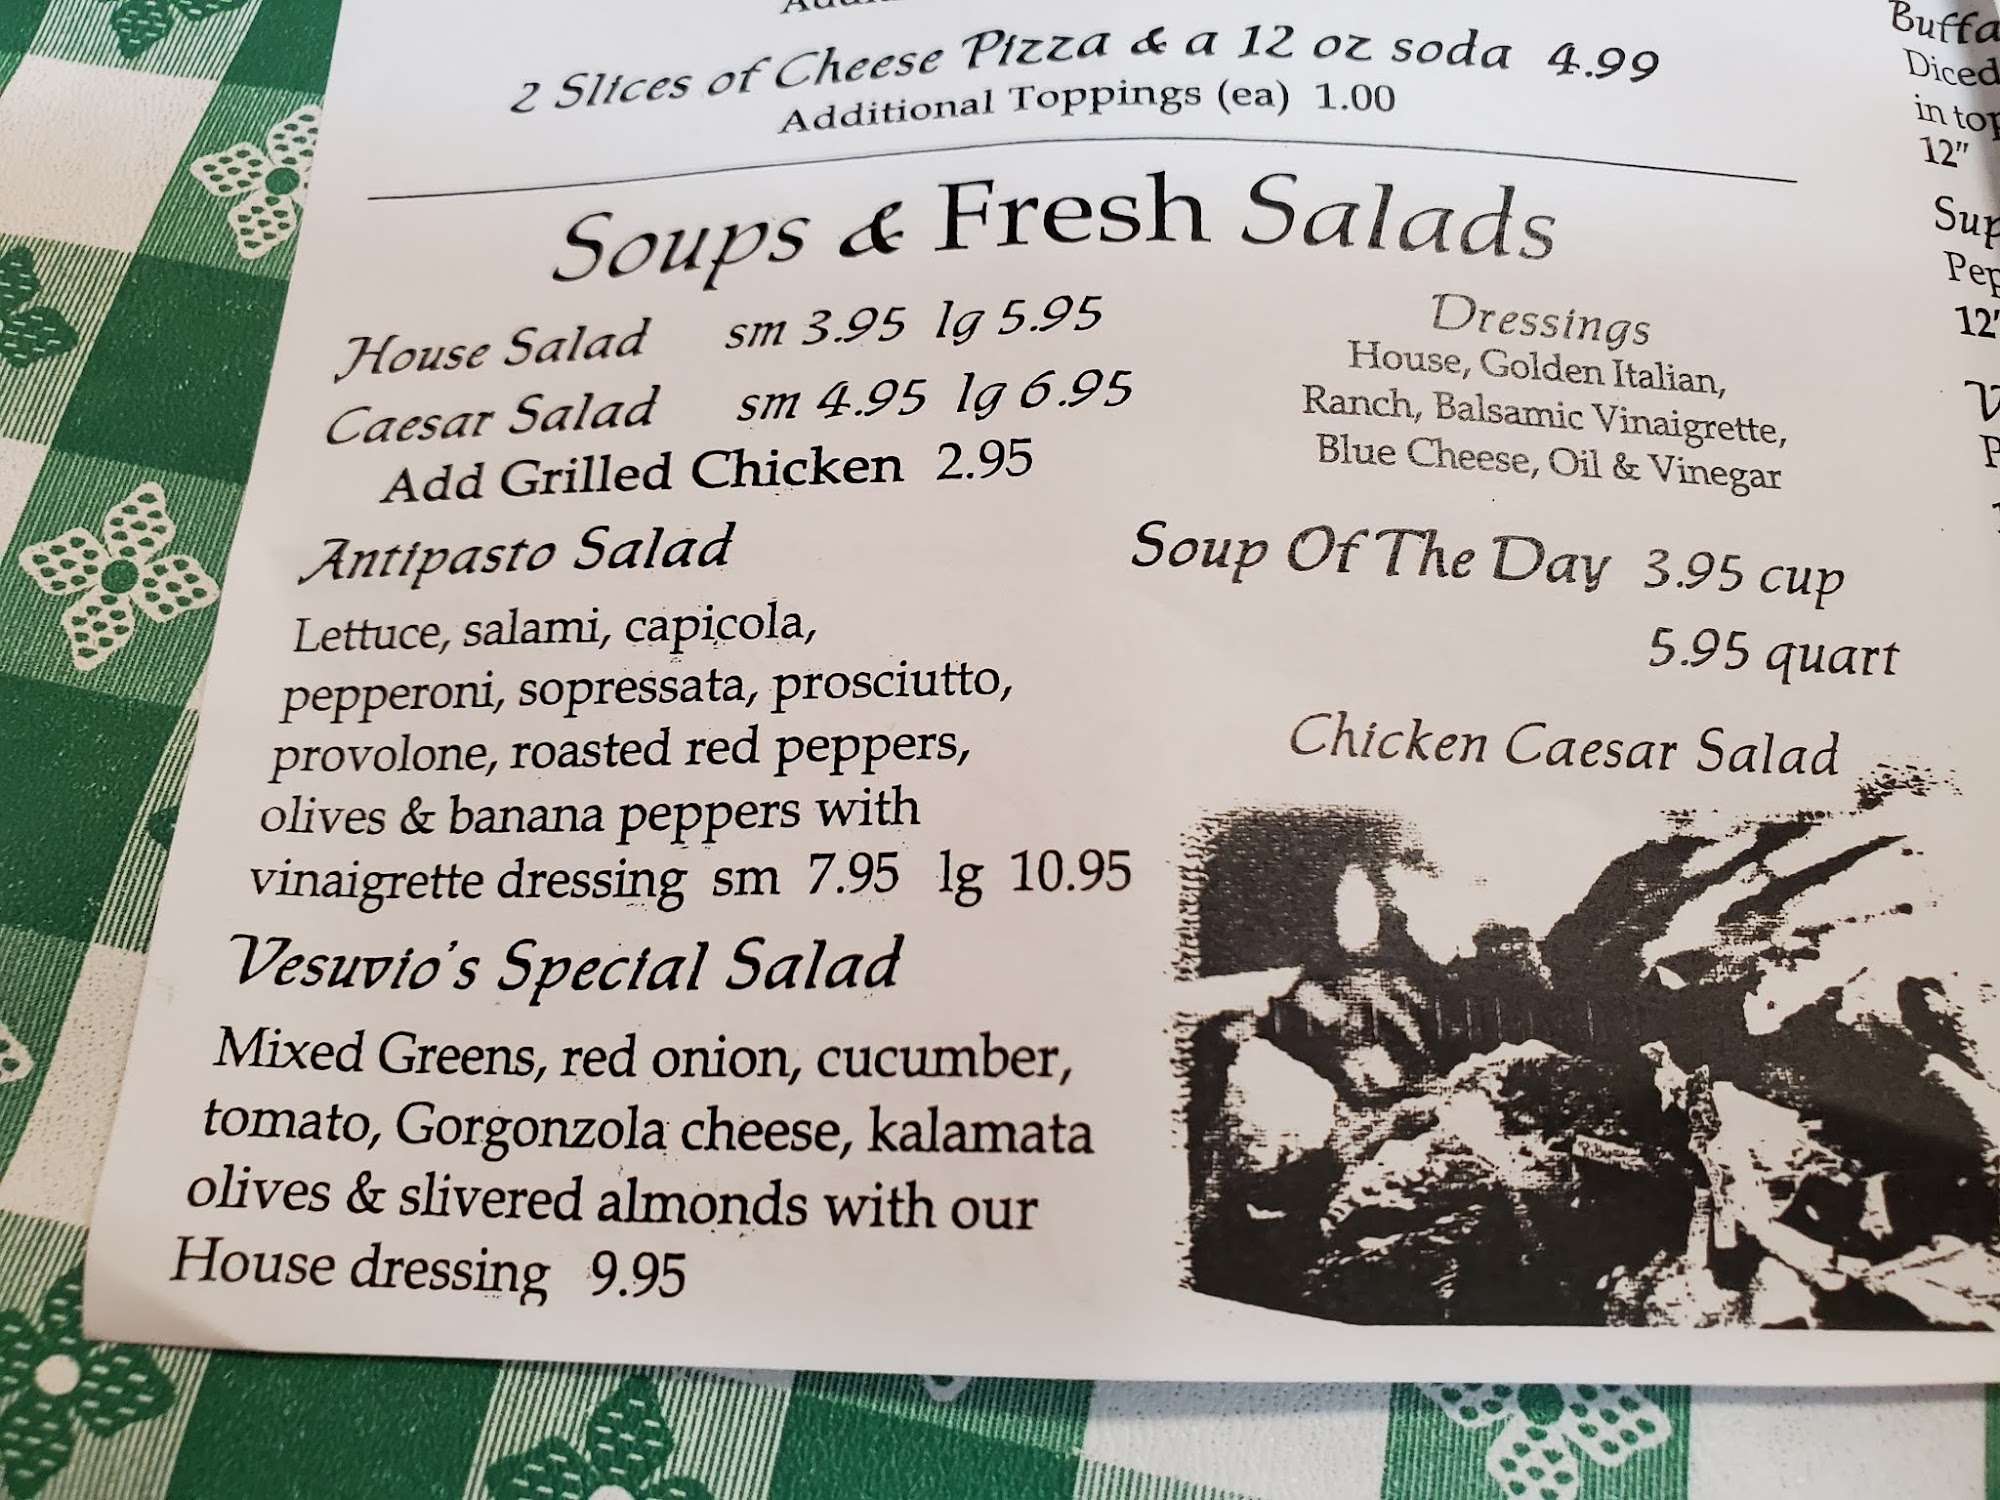 2 Slices of Cheese Pizza & a 12 oz soda 4.99
Additional Toppings (ea) 1.00
Soups & Fresh Salads
House Salad sm 3.95 lg 5.95
Caesar Salad sm 4.95 lg 6.95
Add Grilled Chicken 2.95
Antipasto Salad
Lettuce, salami, capicola,
pepperoni, sopressata, prosciutto,
provolone, roasted red peppers,
olives & banana peppers with
vinaigrette dressing sm 7.95 lg 10.95
Vesuvio's Special Salad
Mixed Greens, red onion, cucumber,
tomato, Gorgonzola cheese, kalamata
olives & slivered almonds with our
House dressing 9.95
Dressings
House, Golden Italian,
Ranch, Balsamic Vinaigrette,
Blue Cheese, Oil & Vinegar
Soup Of The Day 3.95 cup
5.95 quart
Chicken Caesar Salad
Diced
in
12"